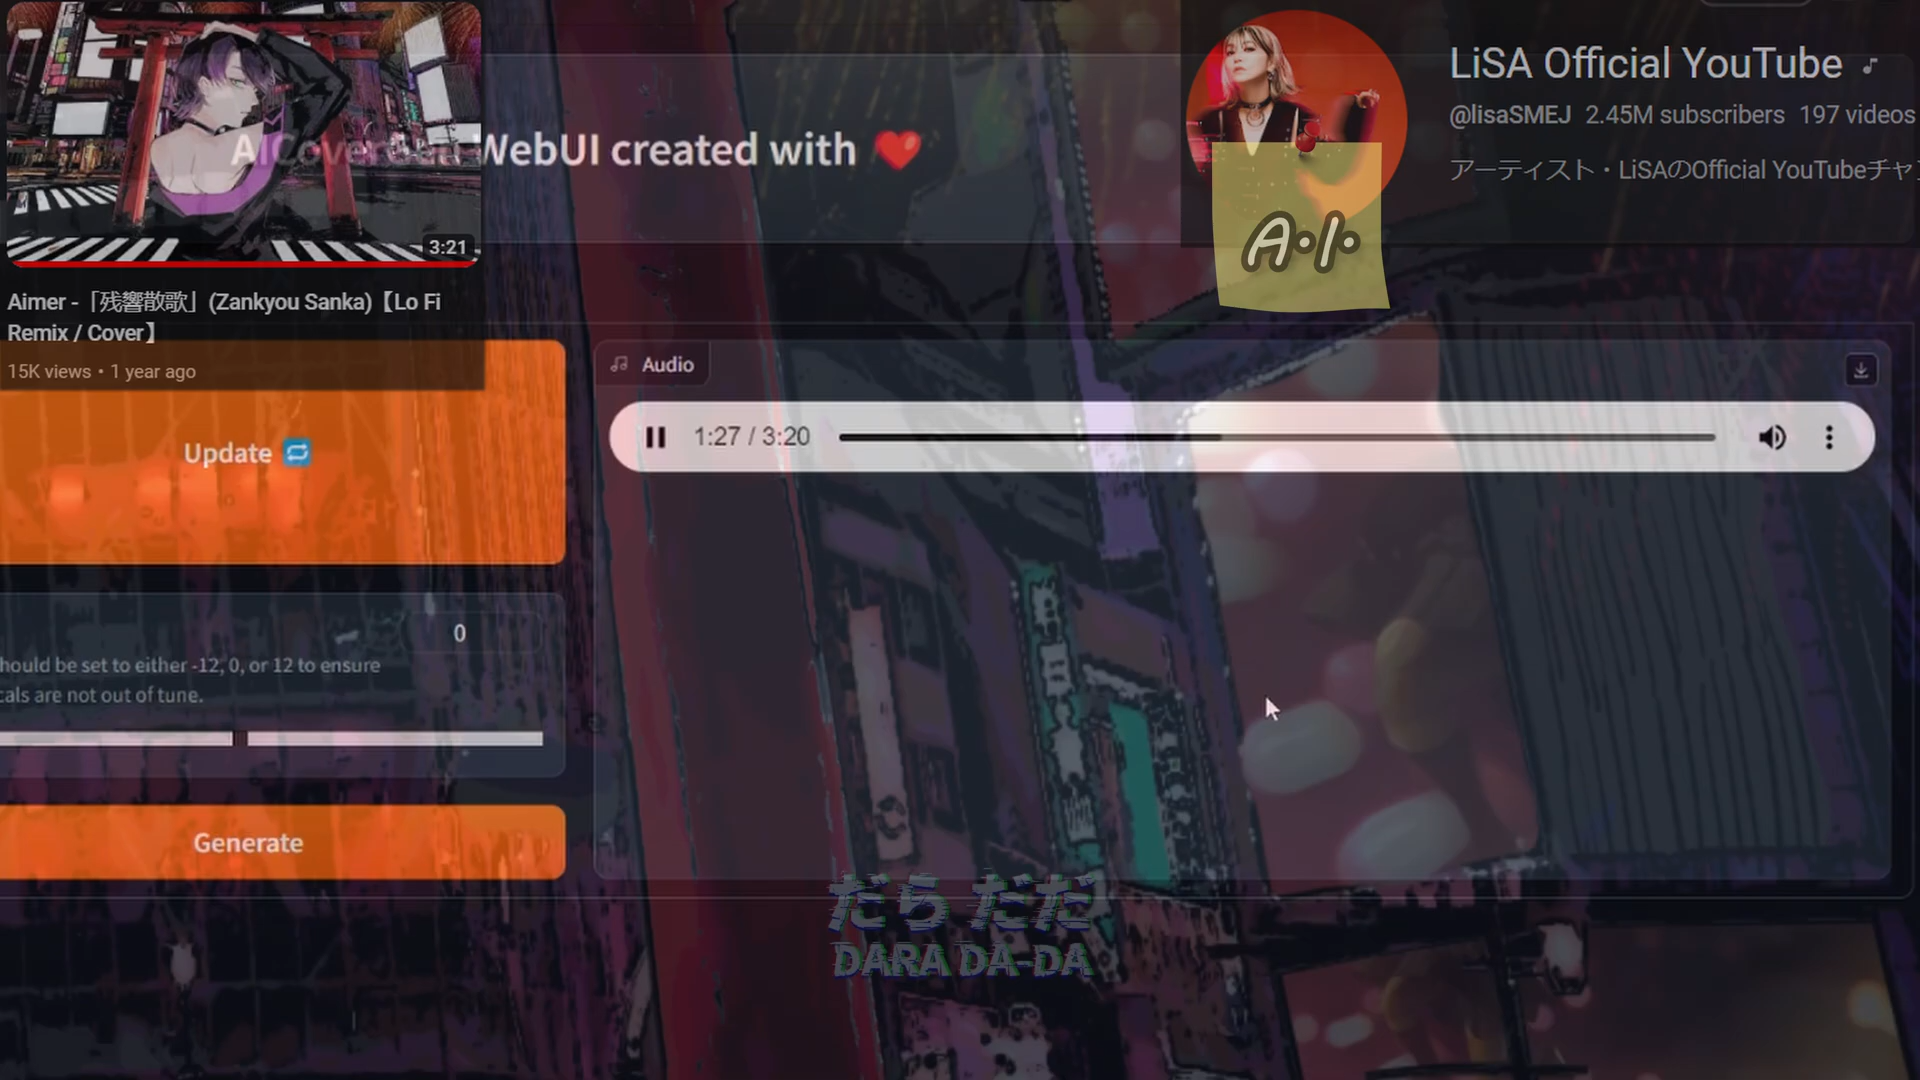 3:21
Aimer -「残響散歌」(Zankyou Sanka)【Lo Fi
Remix / Cover】
15K views • 1 year ago
AICoverGen WebUI created with ❤️
LiSA Official YouTube
@lisaSMEJ 2.45M subscribers 197 videos
アーティスト・LiSAのOfficial YouTubeチャ
A.I.
Update
Audio
1:27 / 3:20
0
hould be set to either -12, 0, or 12 to ensure
cals are not out of tune.
Generate
だら だだ
DARA DA-DA